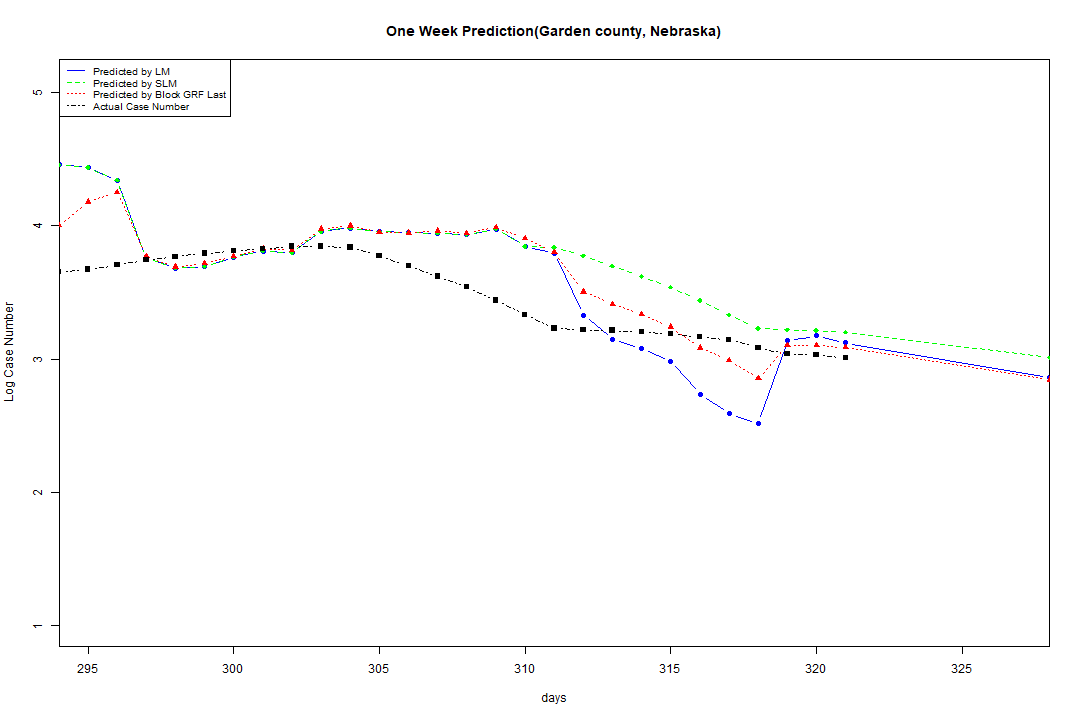 One Week Prediction(Garden county, Nebraska)
Predicted by LM
Predicted by SLM
Predicted by Block GRF Last
Actual Case Number
5
4
3
2
1
Log Case Number
295 300 305 310 315 320 325
days